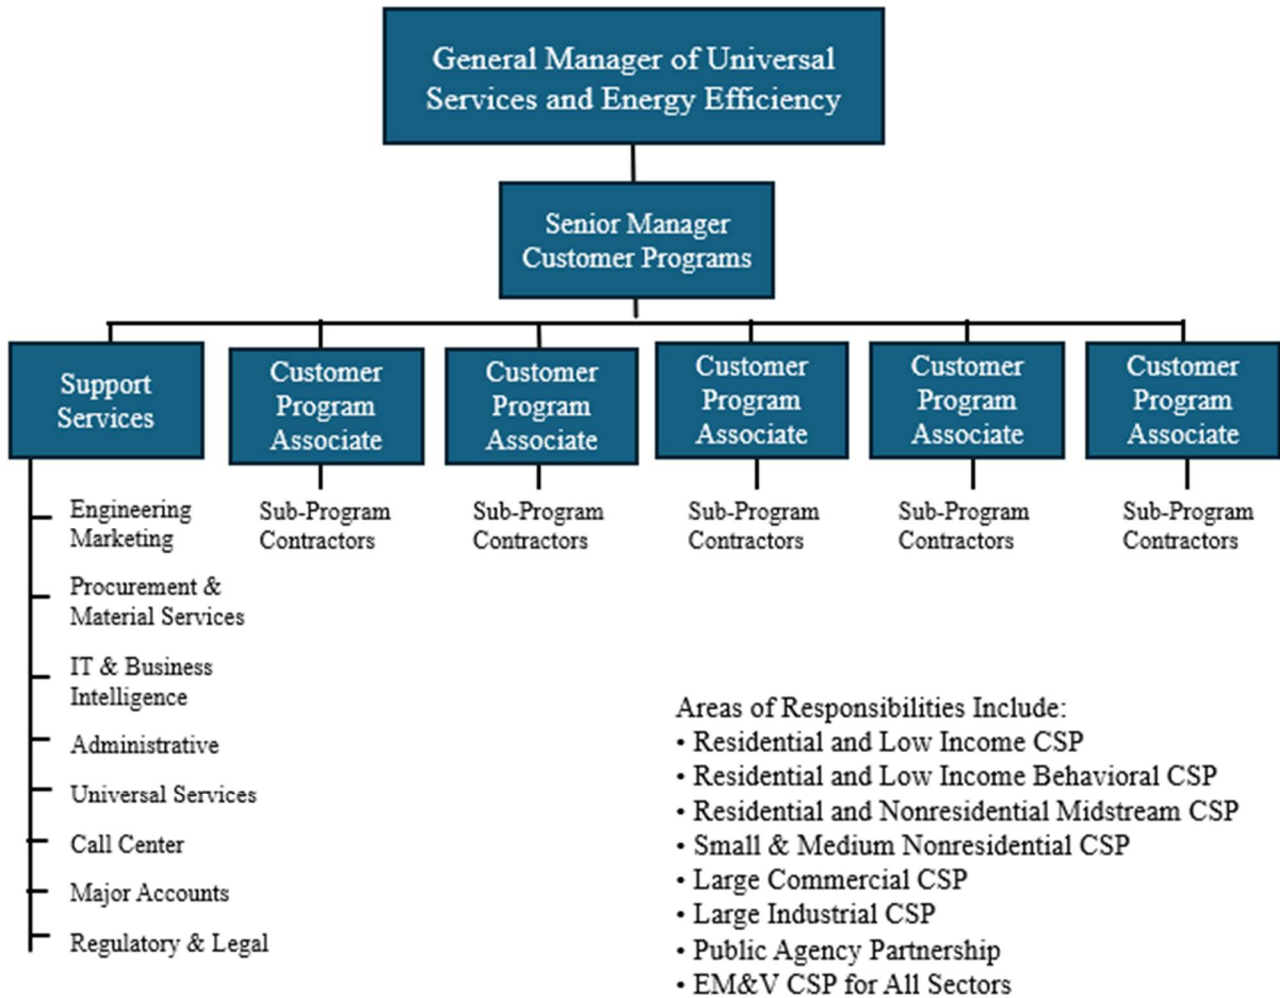 General Manager of Universal
Services and Energy Efficiency
Senior Manager
Customer Programs
Support
Services
Customer
Program
Associate
Customer
Program
Associate
Customer
Program
Associate
Customer
Program
Associate
Customer
Program
Associate
Engineering
Marketing
Procurement &
Material Services
IT & Business
Intelligence
Administrative
Universal Services
Call Center
Major Accounts
Regulatory & Legal
Sub-Program
Contractors
Sub-Program
Contractors
Sub-Program
Contractors
Sub-Program
Contractors
Sub-Program
Contractors
Areas of Responsibilities Include:
• Residential and Low Income CSP
• Residential and Low Income Behavioral CSP
• Residential and Nonresidential Midstream CSP
• Small & Medium Nonresidential CSP
• Large Commercial CSP
• Large Industrial CSP
• Public Agency Partnership
• EM&V CSP for All Sectors